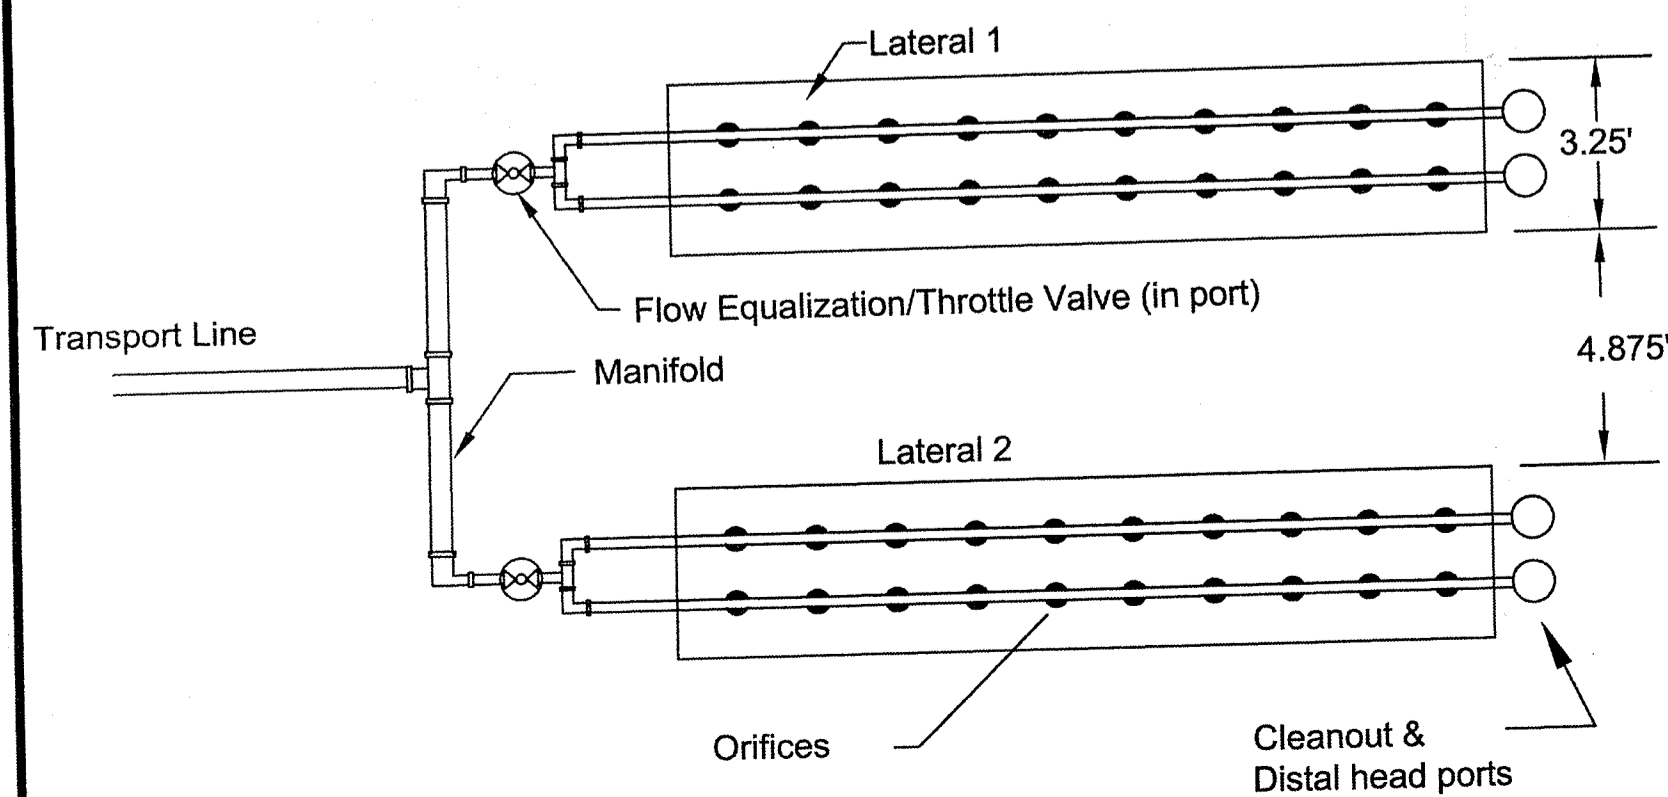 Lateral 1
3.25'
Flow Equalization/Throttle Valve (in port)
Transport Line
4.875'
Manifold
Lateral 2
Orifices
Cleanout &
Distal head ports